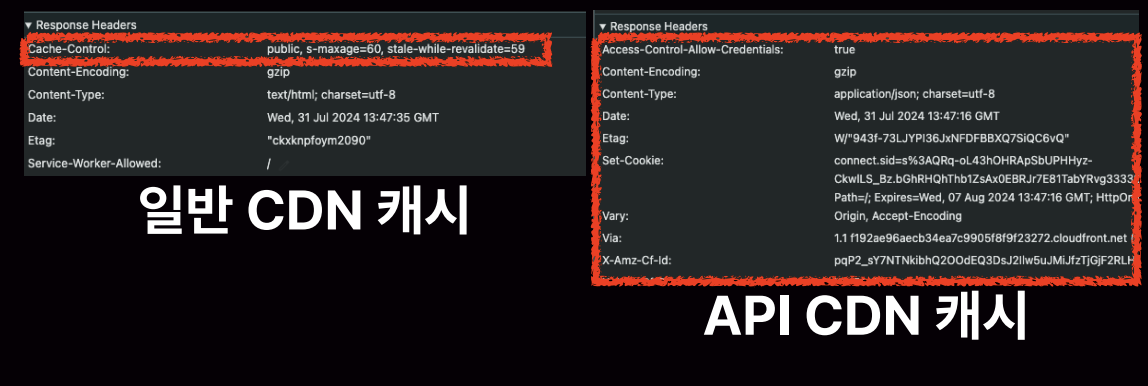 ▼ Response Headers
Cache-Control: public, s-maxage=60, stale-while-revalidate=59
Content-Encoding: gzip
Content-Type: text/html; charset=utf-8
Date: Wed, 31 Jul 2024 13:47:35 GMT
Etag: "ckxknpfoym2090"
Service-Worker-Allowed: /
일반 CDN 캐시
▼ Response Headers
Access-Control-Allow-Credentials: true
Content-Encoding: gzip
Content-Type: application/json; charset=utf-8
Date: Wed, 31 Jul 2024 13:47:16 GMT
Etag: W/"943f-73LJYPI36JxNFDFBBXQ7SiQC6vQ"
Set-Cookie: connect.sid=s%3AQRq-oL43hOHRApSbUPHHyz-
CkwILS_Bz.bGhRHQhThb1ZsAx0EBRJr7E81TabYRvg3333
Path=/; Expires=Wed, 07 Aug 2024 13:47:16 GMT; HttpOn
Vary: Origin, Accept-Encoding
Via: 1.1 f192ae96aecb34ea7c9905f8f9f23272.cloudfront.net (
X-Amz-Cf-Id: pqP2_sY7NTNkibhQ2OOdEQ3DsJ2Ilw5uJMiJfzTjGjF2RLH
API CDN 캐시